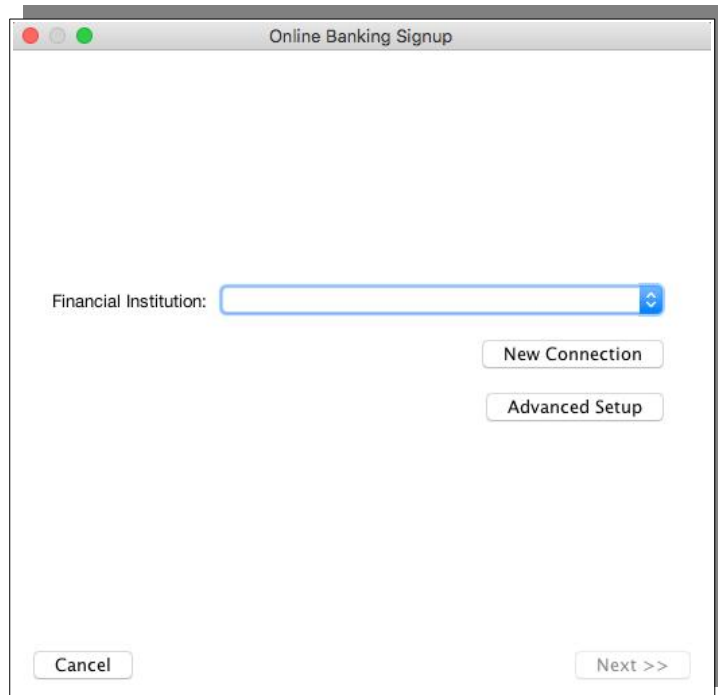 Online Banking Signup
Financial Institution:
New Connection
Advanced Setup
Cancel
Next >>